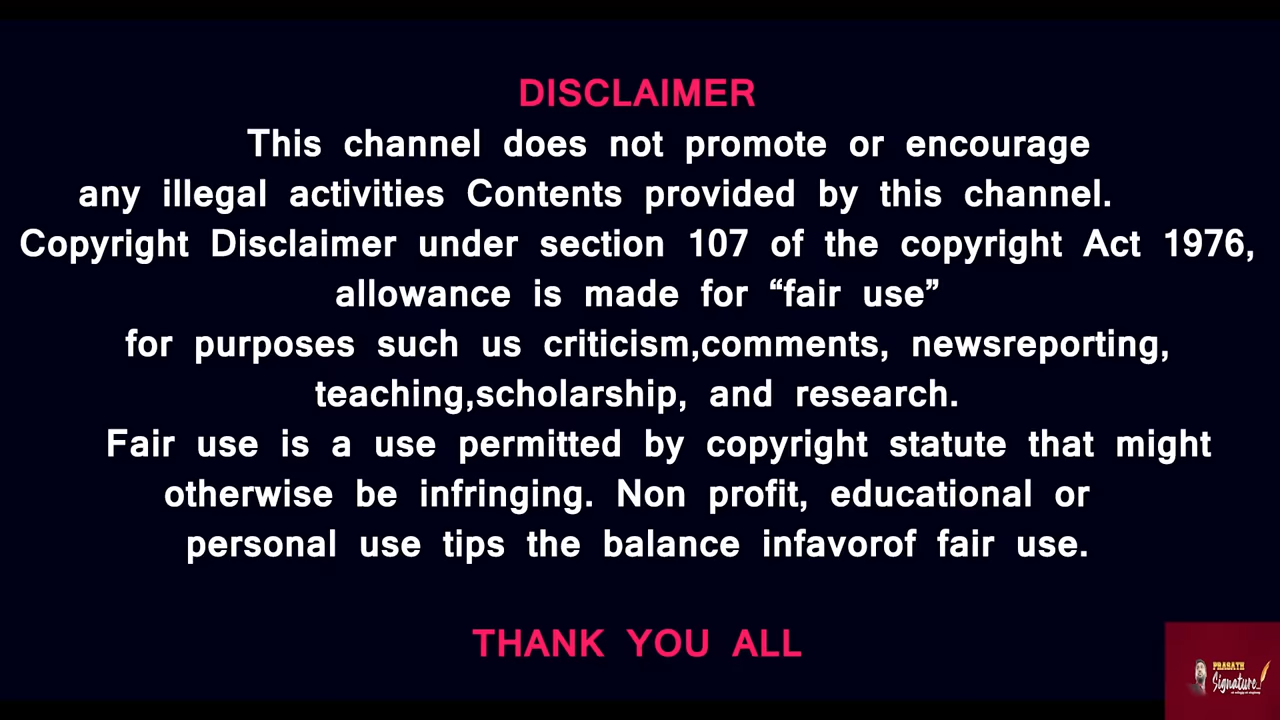 DISCLAIMER
This channel does not promote or encourage
any illegal activities Contents provided by this channel.
Copyright Disclaimer under section 107 of the copyright Act 1976,
allowance is made for “fair use”
for purposes such us criticism,comments, newsreporting,
teaching,scholarship, and research.
Fair use is a use permitted by copyright statute that might
otherwise be infringing. Non profit, educational or
personal use tips the balance infavorof fair use.
THANK YOU ALL
PRASATH
Signature